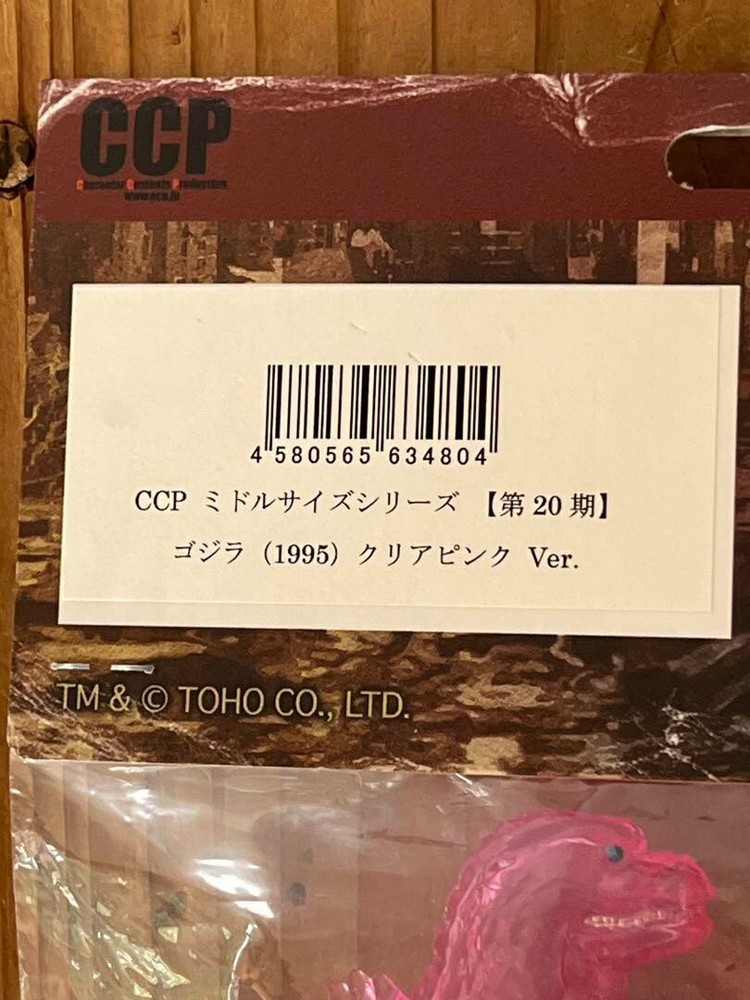 CCP
Character Contents Production
www.ccp.jp
4 580565 634804
CCP ミドルサイズシリーズ 【第 20 期】
ゴジラ（1995）クリアピンク Ver.
TM & © TOHO CO., LTD.